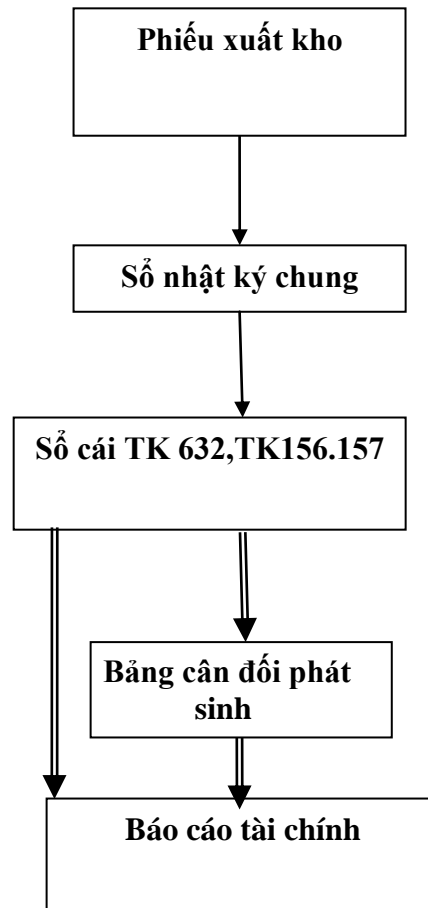 Phiếu xuất kho
Sổ nhật ký chung
Sổ cái TK 632,TK156.157
Bảng cân đối phát
sinh
Báo cáo tài chính